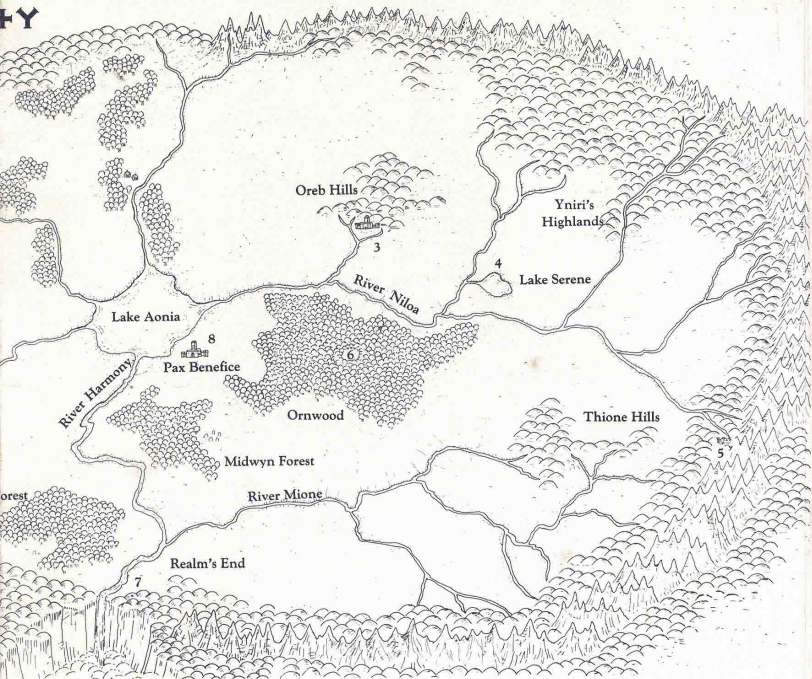 TY
Oreb Hills
3
Yniri's
Highlands
4
Lake Serene
River Niloa
Lake Aonia
8
Pax Benefice
6
River Harmony
Ornwood
Thione Hills
5
Midwyn Forest
orest
River Mione
Realm's End
7